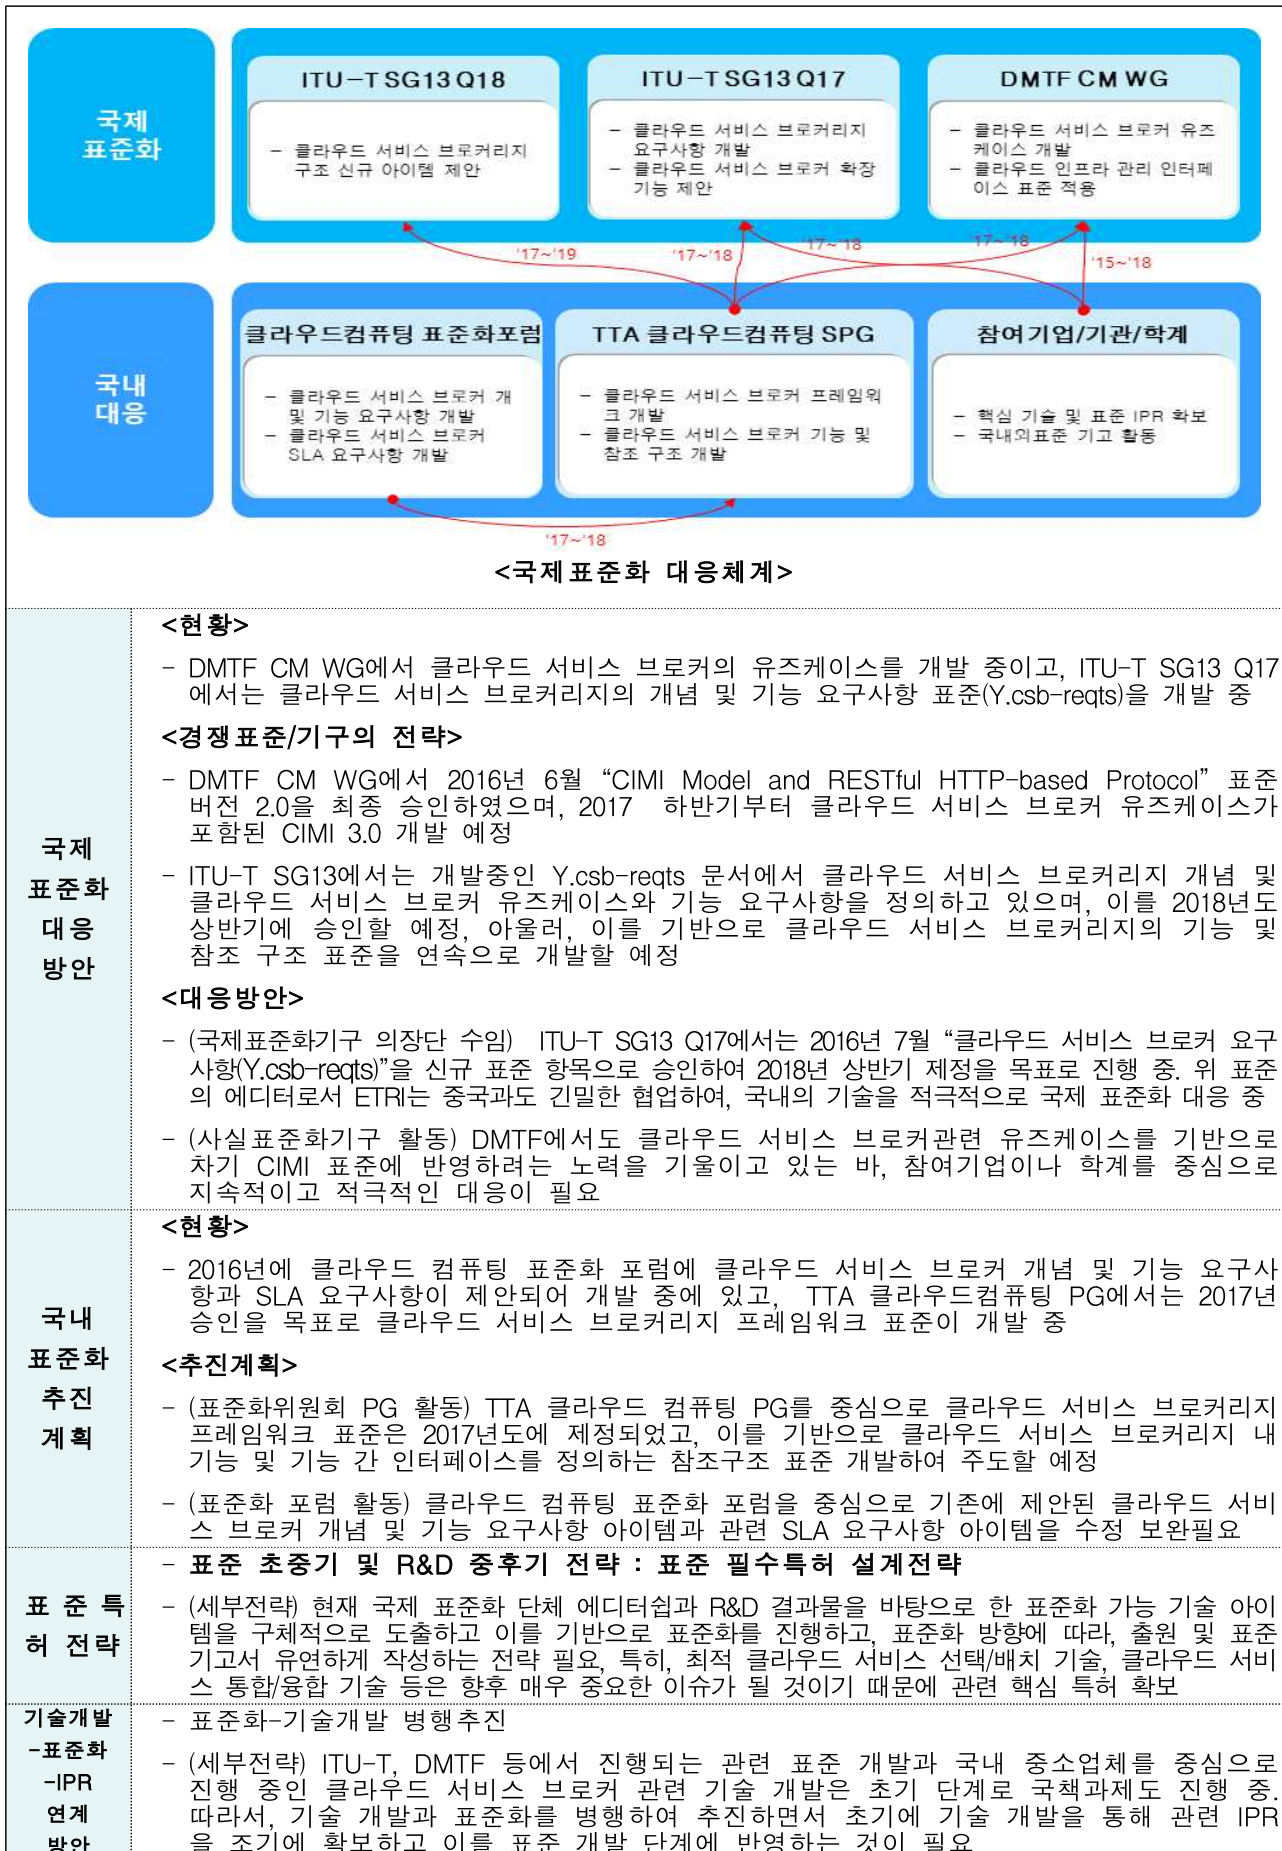 국제
표준화
ITU-T SG13 Q18
- 클라우드 서비스 브로커리지
구조 신규 아이템 제안
ITU-T SG13 Q17
- 클라우드 서비스 브로커리지
요구사항 개발
- 클라우드 서비스 브로커 확장
기능 제안
DMTF CM WG
- 클라우드 서비스 브로커 유즈
케이스 개발
- 클라우드 인프라 관리 인터페
이스 표준 적용
'17~'19
'17~'18
'17~'18
'17~'18
'15~'18
국내
대응
클라우드컴퓨팅 표준화포럼
- 클라우드 서비스 브로커 개
및 기능 요구사항 개발
- 클라우드 서비스 브로커
SLA 요구사항 개발
TTA 클라우드컴퓨팅 SPG
- 클라우드 서비스 브로커 프레임워
크 개발
- 클라우드 서비스 브로커 기능 및
참조 구조 개발
참여기업/기관/학계
- 핵심 기술 및 표준 IPR 확보
- 국내외표준 기고 활동
'17~'18
<국제표준화 대응체계>
국제
표준화
대응
방안
<현황>
- DMTF CM WG에서 클라우드 서비스 브로커의 유즈케이스를 개발 중이고, ITU-T SG13 Q17
에서는 클라우드 서비스 브로커리지의 개념 및 기능 요구사항 표준(Y.csb-reqts)을 개발 중
<경쟁표준/기구의 전략>
- DMTF CM WG에서 2016년 6월 “CIMI Model and RESTful HTTP-based Protocol” 표준
버전 2.0을 최종 승인하였으며, 2017 하반기부터 클라우드 서비스 브로커 유즈케이스가
포함된 CIMI 3.0 개발 예정
- ITU-T SG13에서는 개발중인 Y.csb-reqts 문서에서 클라우드 서비스 브로커리지 개념 및
클라우드 서비스 브로커 유즈케이스와 기능 요구사항을 정의하고 있으며, 이를 2018년도
상반기에 승인할 예정, 아울러, 이를 기반으로 클라우드 서비스 브로커리지의 기능 및
참조 구조 표준을 연속으로 개발할 예정
<대응방안>
- (국제표준화기구 의장단 수임) ITU-T SG13 Q17에서는 2016년 7월 “클라우드 서비스 브로커 요구
사항(Y.csb-reqts)”을 신규 표준 항목으로 승인하여 2018년 상반기 제정을 목표로 진행 중. 위 표준
의 에디터로서 ETRI는 중국과도 긴밀한 협업하여, 국내의 기술을 적극적으로 국제 표준화 대응 중
- (사실표준화기구 활동) DMTF에서도 클라우드 서비스 브로커관련 유즈케이스를 기반으로
차기 CIMI 표준에 반영하려는 노력을 기울이고 있는 바, 참여기업이나 학계를 중심으로
지속적이고 적극적인 대응이 필요
국내
표준화
추진
계획
<현황>
- 2016년에 클라우드 컴퓨팅 표준화 포럼에 클라우드 서비스 브로커 개념 및 기능 요구사
항과 SLA 요구사항이 제안되어 개발 중에 있고, TTA 클라우드컴퓨팅 PG에서는 2017년
승인을 목표로 클라우드 서비스 브로커리지 프레임워크 표준이 개발 중
<추진계획>
- (표준화위원회 PG 활동) TTA 클라우드 컴퓨팅 PG를 중심으로 클라우드 서비스 브로커리지
프레임워크 표준은 2017년도에 제정되었고, 이를 기반으로 클라우드 서비스 브로커리지 내
기능 및 기능 간 인터페이스를 정의하는 참조구조 표준 개발하여 주도할 예정
- (표준화 포럼 활동) 클라우드 컴퓨팅 표준화 포럼을 중심으로 기존에 제안된 클라우드 서비
스 브로커 개념 및 기능 요구사항 아이템과 관련 SLA 요구사항 아이템을 수정 보완필요
표 준 특
허 전략
- 표준 초중기 및 R&D 중후기 전략 : 표준 필수특허 설계전략
- (세부전략) 현재 국제 표준화 단체 에디터쉽과 R&D 결과물을 바탕으로 한 표준화 가능 기술 아이
템을 구체적으로 도출하고 이를 기반으로 표준화를 진행하고, 표준화 방향에 따라, 출원 및 표준
기고서 유연하게 작성하는 전략 필요, 특히, 최적 클라우드 서비스 선택/배치 기술, 클라우드 서비
스 통합/융합 기술 등은 향후 매우 중요한 이슈가 될 것이기 때문에 관련 핵심 특허 확보
기술개발
-표준화
-IPR
연계
방안
- 표준화-기술개발 병행추진
- (세부전략) ITU-T, DMTF 등에서 진행되는 관련 표준 개발과 국내 중소업체를 중심으로
진행 중인 클라우드 서비스 브로커 관련 기술 개발은 초기 단계로 국책과제도 진행 중.
따라서, 기술 개발과 표준화를 병행하여 추진하면서 초기에 기술 개발을 통해 관련 IPR
을 조기에 확보하고 이를 표준 개발 단계에 반영하는 것이 필요